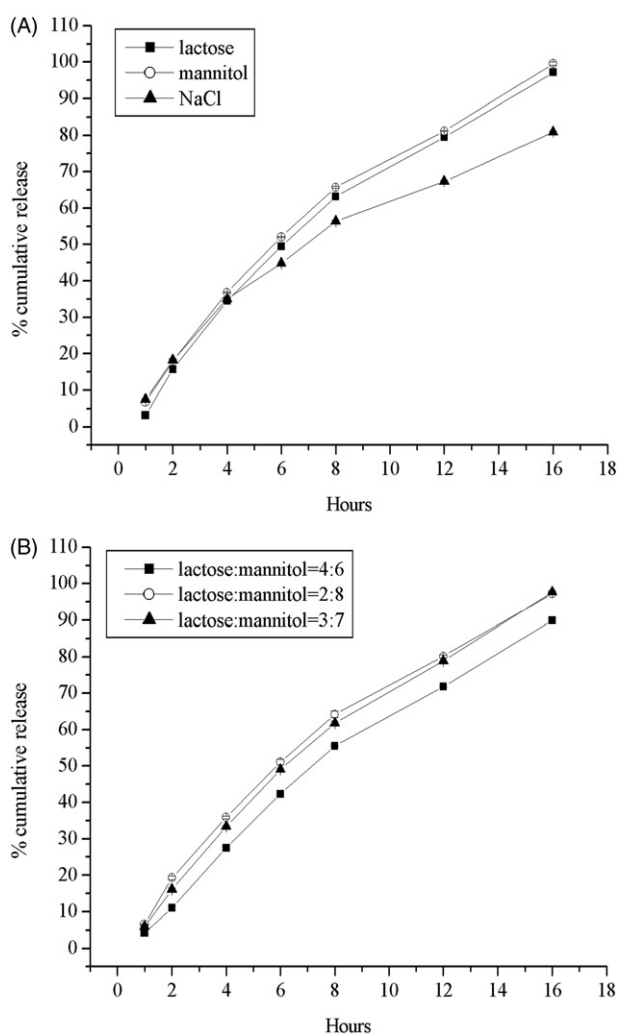 (A)
lactose
mannitol
NaCl
110
100
90
80
70
60
50
40
30
20
10
0
% cumulative release
0 2 4 6 8 10 12 14 16 18
Hours
(B)
lactose:mannitol=4:6
lactose:mannitol=2:8
lactose:mannitol=3:7
110
100
90
80
70
60
50
40
30
20
10
0
% cumulative release
0 2 4 6 8 10 12 14 16 18
Hours